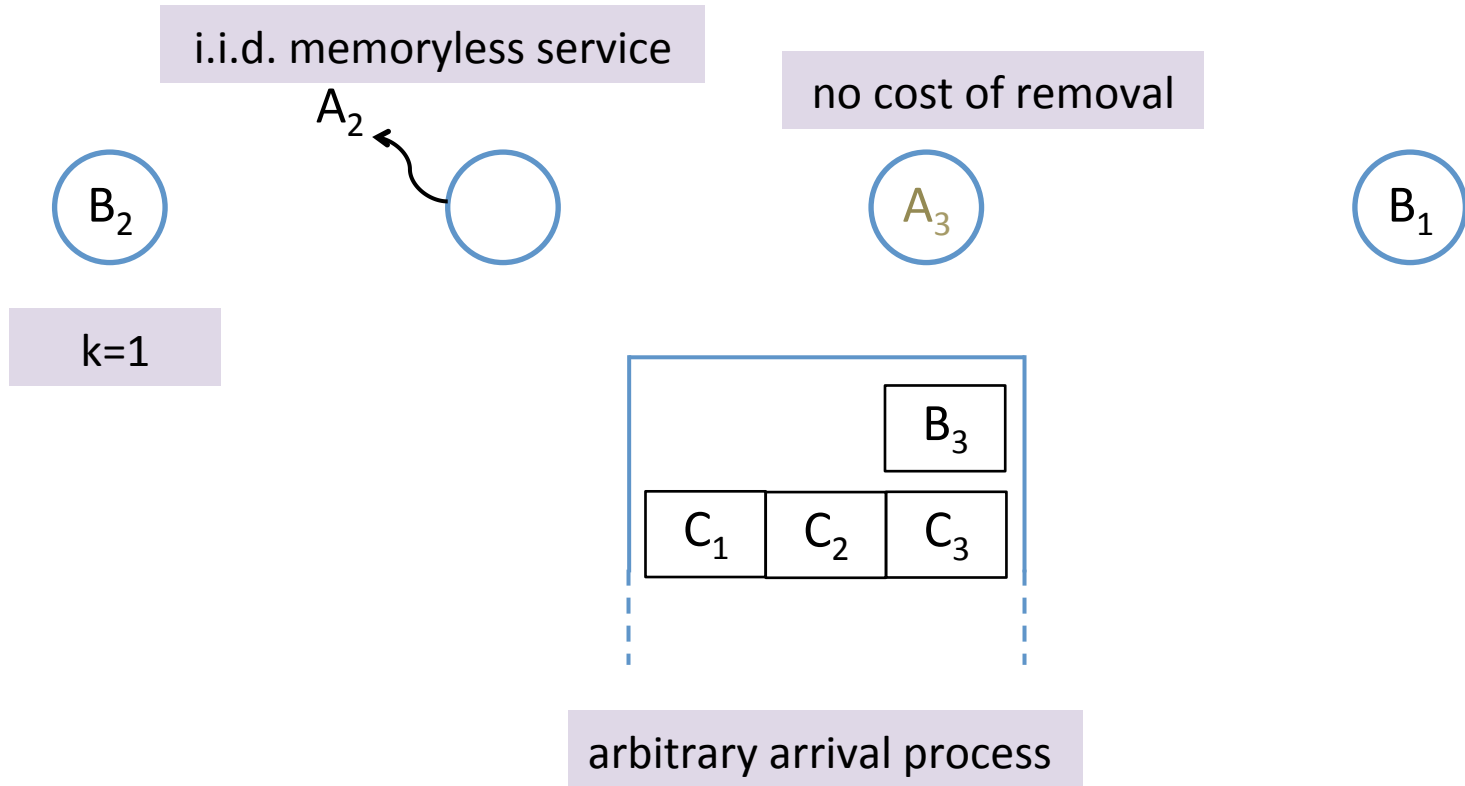 i.i.d. memoryless service
no cost of removal
A₂
B₂
A₃
B₁
k=1
B₃
C₁ C₂ C₃
arbitrary arrival process